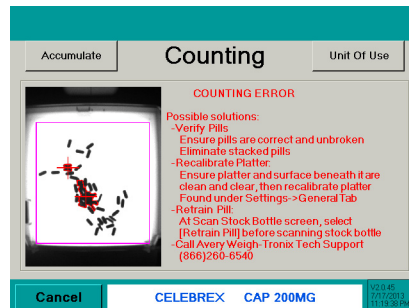 Accumulate
Counting
Unit Of Use
COUNTING ERROR
Possible solutions:
-Verify Pills
Ensure pills are correct and unbroken
Eliminate stacked pills
-Recalibrate Platter:
Ensure platter and surface beneath it are
clean and clear, then recalibrate platter
Found under Settings->General Tab
-Retrain Pill:
At Scan Stock Bottle screen, select
[Retrain Pill] before scanning stock bottle
-Call Avery Weigh-Tronix Tech Support
(866)260-6540
Cancel
CELEBREX CAP 200MG
V2.0.45
7/17/2013
11:19:38 PM